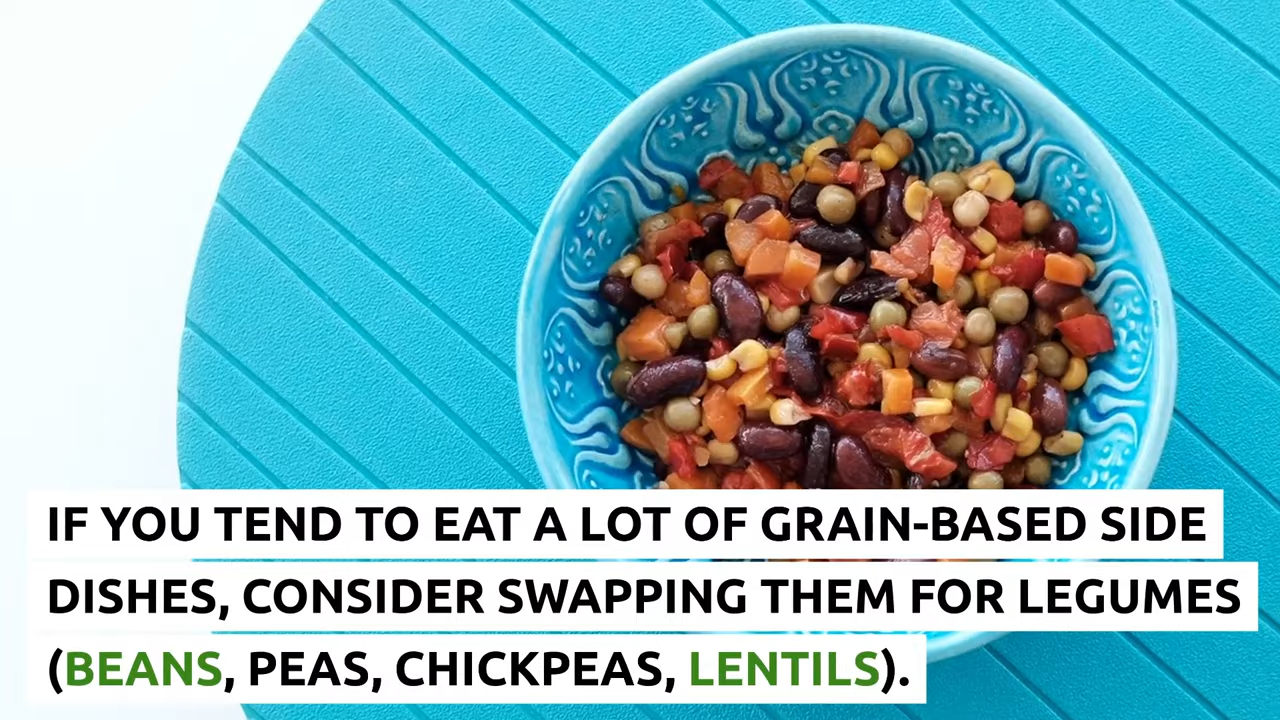 IF YOU TEND TO EAT A LOT OF GRAIN-BASED SIDE
DISHES, CONSIDER SWAPPING THEM FOR LEGUMES
(BEANS, PEAS, CHICKPEAS, LENTILS).